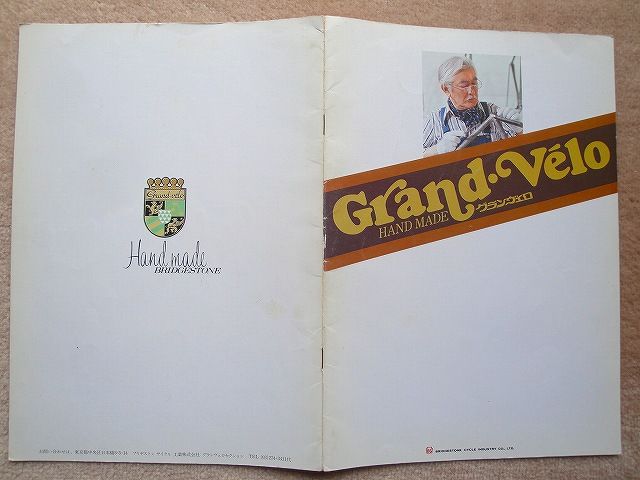 Grand-vélo
Hand made
BRIDGESTONE
Grand·Vélo
HAND MADE グランヴェロ
BRIDGESTONE CYCLE INDUSTRY CO., LTD.